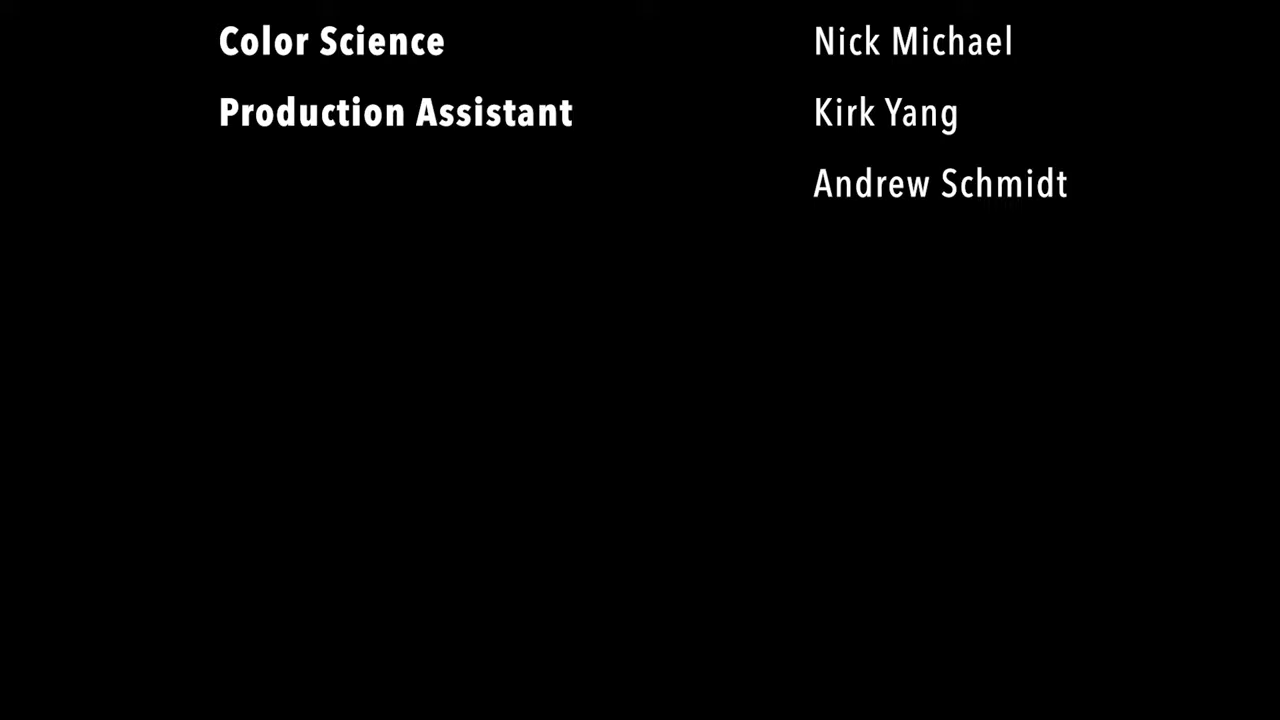 Color Science Nick Michael
Production Assistant Kirk Yang
Andrew Schmidt